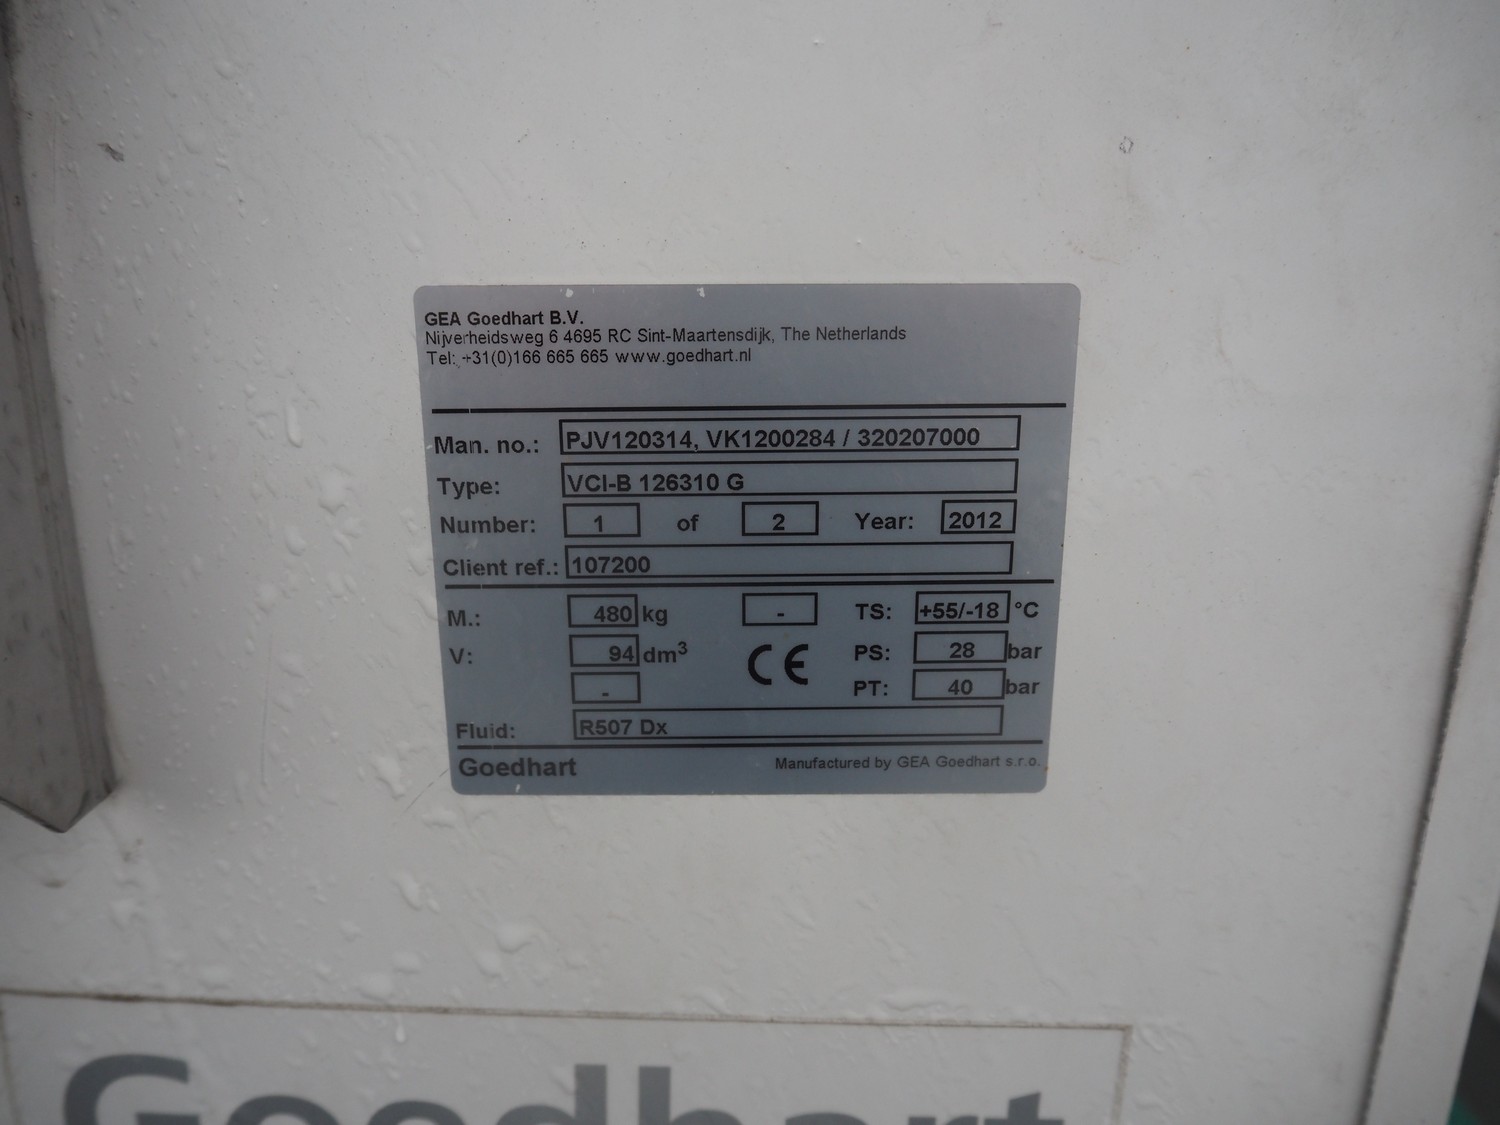 GEA Goedhart B.V.
Nijverheidsweg 6 4695 RC Sint-Maartensdijk, The Netherlands
Tel: +31(0)166 665 665 www.goedhart.nl
Man. no.: PJV120314, VK1200284 / 320207000
Type: VCI-B 126310 G
Number: 1 of 2 Year: 2012
Client ref.: 107200
M.: 480 kg - TS: +55/-18 °C
V: 94 dm³ CE PS: 28 bar
- PT: 40 bar
Fluid: R507 Dx
Goedhart Manufactured by GEA Goedhart s.r.o.
Goedhart